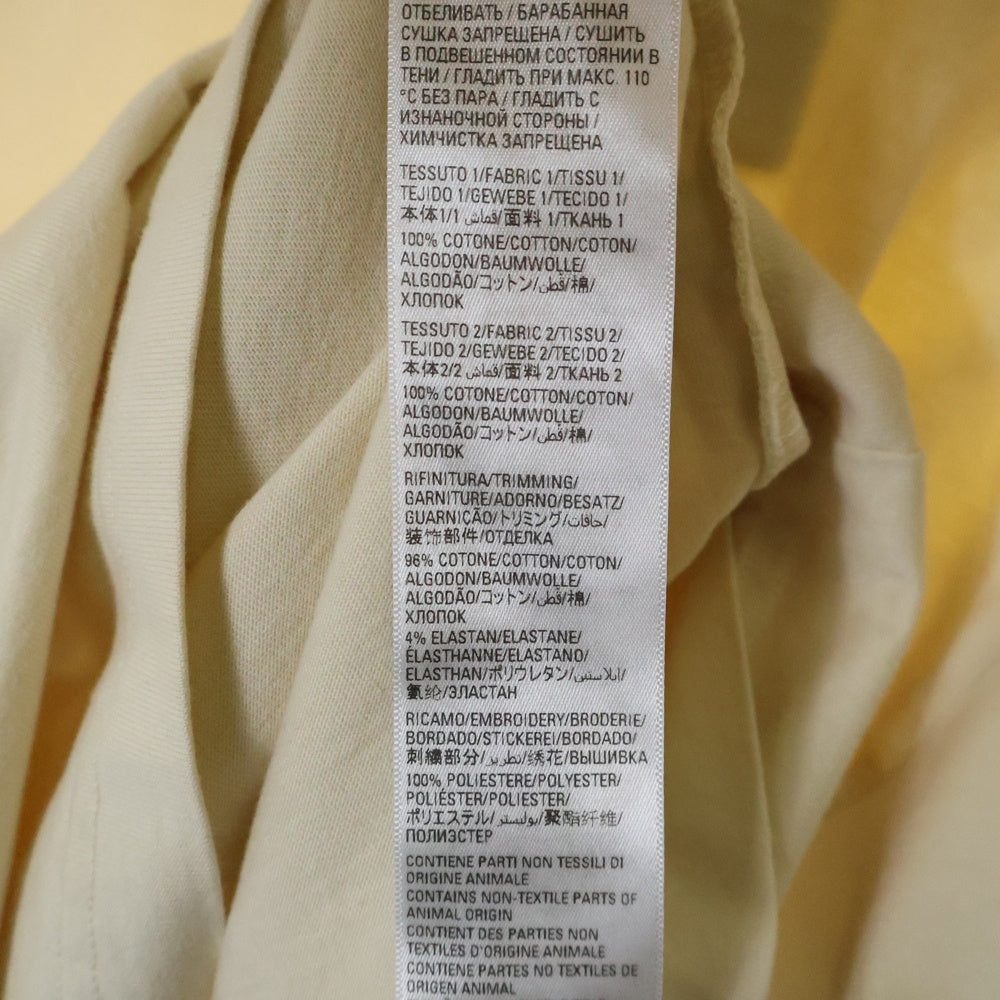 ОТБЕЛИВАТЬ / БАРАБАННАЯ
СУШКА ЗАПРЕЩЕНА / СУШИТЬ
В ПОДВЕШЕННОМ СОСТОЯНИИ В
ТЕНИ / ГЛАДИТЬ ПРИ МАКС. 110
°C БЕЗ ПАРА / ГЛАДИТЬ С
ИЗНАНОЧНОЙ СТОРОНЫ /
ХИМЧИСТКА ЗАПРЕЩЕНА
TESSUTO 1/FABRIC 1/TISSU 1/
TEJIDO 1/GEWEBE 1/TECIDO 1/
本体1/1 قماش/面料 1/ТКАНЬ 1
100% COTONE/COTTON/COTON/
ALGODON/BAUMWOLLE/
ALGODÃO/コットン/قطن/棉/
ХЛОПОК
TESSUTO 2/FABRIC 2/TISSU 2/
TEJIDO 2/GEWEBE 2/TECIDO 2/
本体2/2 قماش/面料 2/ТКАНЬ 2
100% COTONE/COTTON/COTON/
ALGODON/BAUMWOLLE/
ALGODÃO/コットン/قطن/棉/
ХЛОПОК
RIFINITURA/TRIMMING/
GARNITURE/ADORNO/BESATZ/
GUARNIÇÃO/トリミング/حافات/
装饰部件/ОТДЕЛКА
96% COTONE/COTTON/COTON/
ALGODON/BAUMWOLLE/
ALGODÃO/コットン/قطن/棉/
ХЛОПОК
4% ELASTAN/ELASTANE/
ÉLASTHANNE/ELASTANO/
ELASTHAN/ポリウレタン/ايلاستين/
氨纶/ЭЛАСТАН
RICAMO/EMBROIDERY/BRODERIE/
BORDADO/STICKEREI/BORDADO/
刺繍部分/تطريز/绣花/ВЫШИВКА
100% POLIESTERE/POLYESTER/
POLIÉSTER/POLIESTER/
ポリエステル/بوليستر/聚酯纤维/
ПОЛИЭСТЕР
CONTIENE PARTI NON TESSILI DI
ORIGINE ANIMALE
CONTAINS NON-TEXTILE PARTS OF
ANIMAL ORIGIN
CONTIENT DES PARTIES NON
TEXTILES D'ORIGINE ANIMALE
CONTIENE PARTES NO TEXTILES DE
ORIGEN ANIMAL